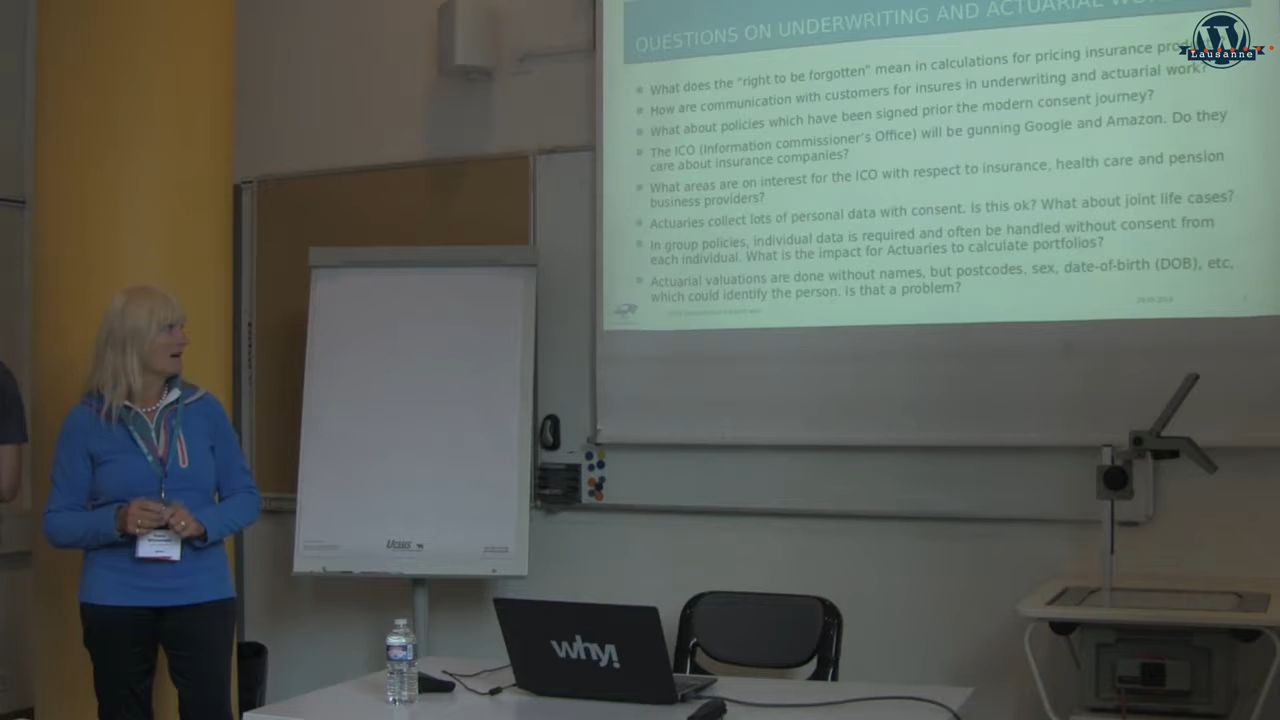 QUESTIONS ON UNDERWRITING AND ACTUARIAL
What does the "right to be forgotten" mean in calculations for pricing insurance
How are communication with customers for insures in underwriting and actuarial work?
What about policies which have been signed prior the modern consent journey?
The ICO (Information commissioner's Office) will be gunning Google and Amazon. Do they
care about insurance companies?
What areas are on interest for the ICO with respect to insurance, health care and pension
business providers?
Actuaries collect lots of personal data with consent. Is this ok? What about joint life cases?
In group policies, individual data is required and often be handled without consent from
each individual. What is the impact for Actuaries to calculate portfolios?
Actuarial valuations are done without names, but postcodes, sex, date-of-birth (DOB), etc,
which could identify the person. Is that a problem?
W
Lausanne
why!